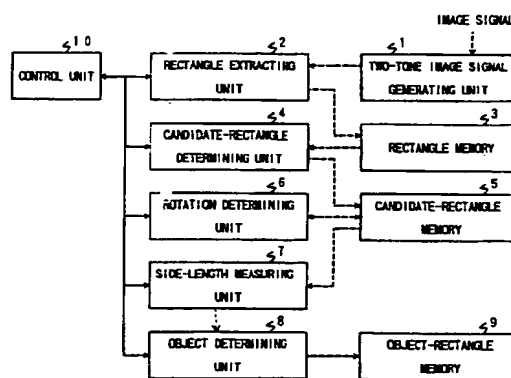 IMAGE SIGNAL
10
CONTROL UNIT
2
RECTANGLE EXTRACTING
UNIT
1
TWO-TONE IMAGE SIGNAL
GENERATING UNIT
4
CANDIDATE-RECTANGLE
DETERMINING UNIT
3
RECTANGLE MEMORY
6
ROTATION DETERMINING
UNIT
5
CANDIDATE-RECTANGLE
MEMORY
7
SIDE-LENGTH MEASURING
UNIT
8
OBJECT DETERMINING
UNIT
9
OBJECT-RECTANGLE
MEMORY